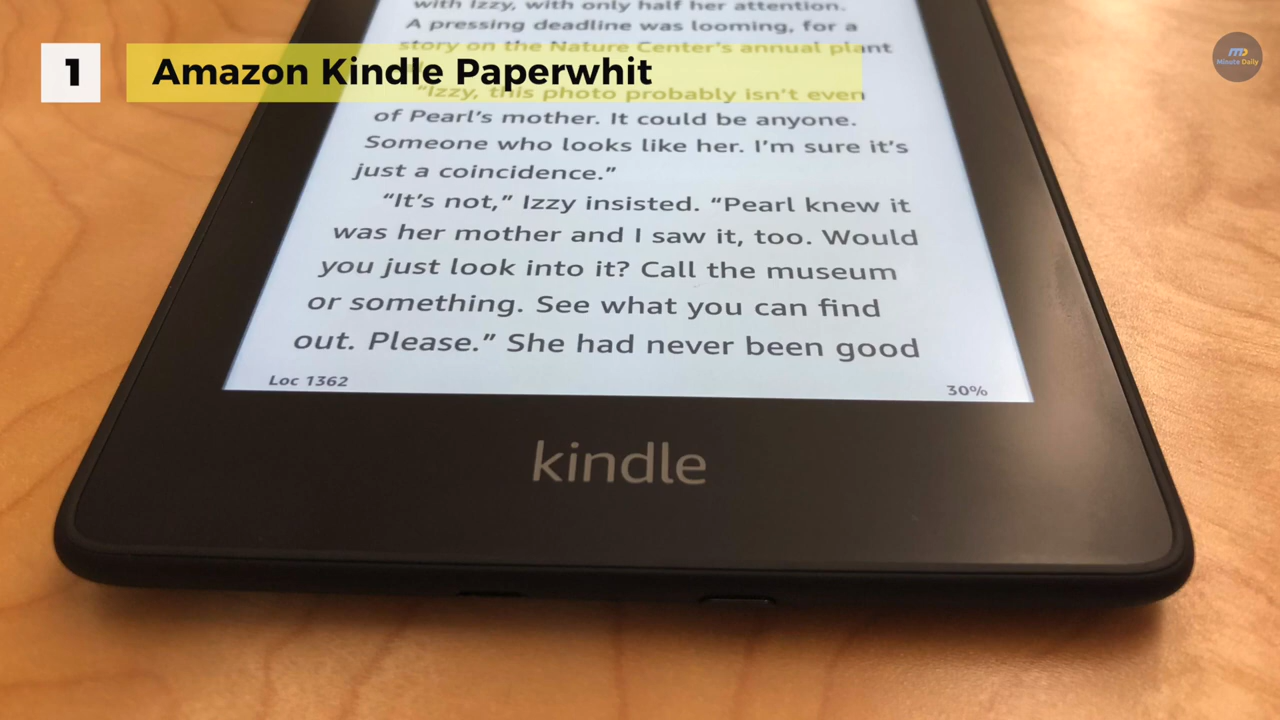 with Izzy, with only half her attention.
A pressing deadline was looming, for a
story on the Nature Center's annual plant
1
Amazon Kindle Paperwhit
“Izzy, this photo probably isn't even
of Pearl's mother. It could be anyone.
Someone who looks like her. I'm sure it's
just a coincidence.”
“It's not,” Izzy insisted. “Pearl knew it
was her mother and I saw it, too. Would
you just look into it? Call the museum
or something. See what you can find
out. Please.” She had never been good
Loc 1362
30%
kindle
MD
Minute Daily